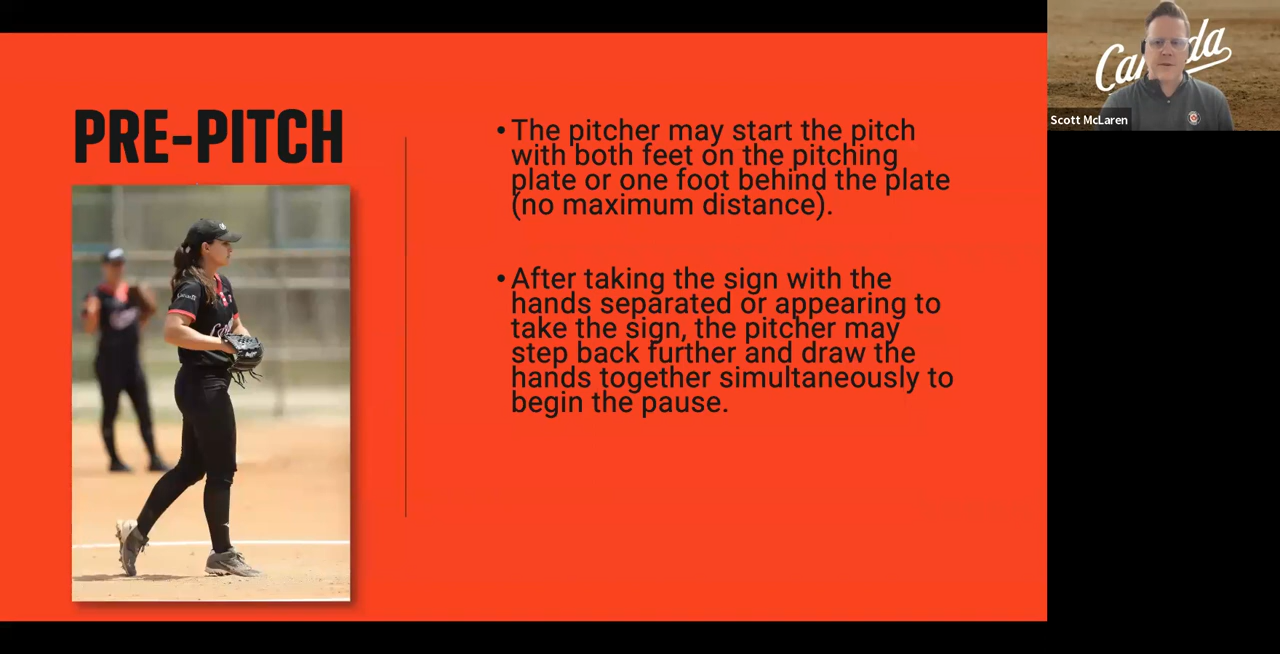 PRE-PITCH
• The pitcher may start the pitch
with both feet on the pitching
plate or one foot behind the plate
(no maximum distance).
• After taking the sign with the
hands separated or appearing to
take the sign, the pitcher may
step back further and draw the
hands together simultaneously to
begin the pause.
Scott McLaren